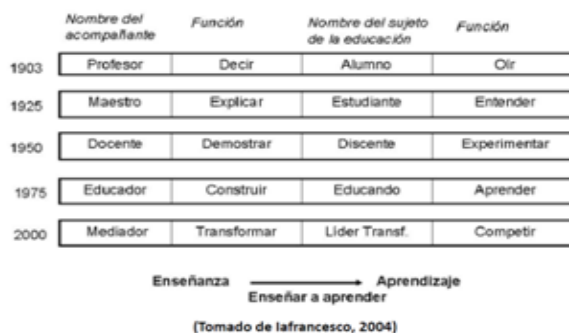 Nombre del acompañante Función Nombre del sujeto de la educación Función
1903 Profesor Decir Alumno Oír
1925 Maestro Explicar Estudiante Entender
1950 Docente Demostrar Discente Experimentar
1975 Educador Construir Educando Aprender
2000 Mediador Transformar Líder Transf. Competir
Enseñanza Aprendizaje
Enseñar a aprender
(Tomado de Iafrancesco, 2004)